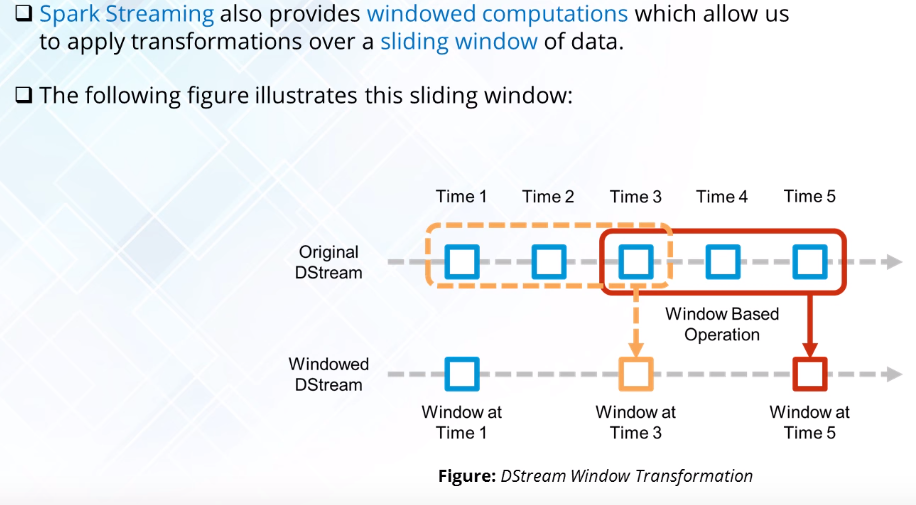 ❑ Spark Streaming also provides windowed computations which allow us
to apply transformations over a sliding window of data.
❑ The following figure illustrates this sliding window:
Time 1 Time 2 Time 3 Time 4 Time 5
Original
DStream
Window Based
Operation
Windowed
DStream
Window at
Time 1
Window at
Time 3
Window at
Time 5
Figure: DStream Window Transformation